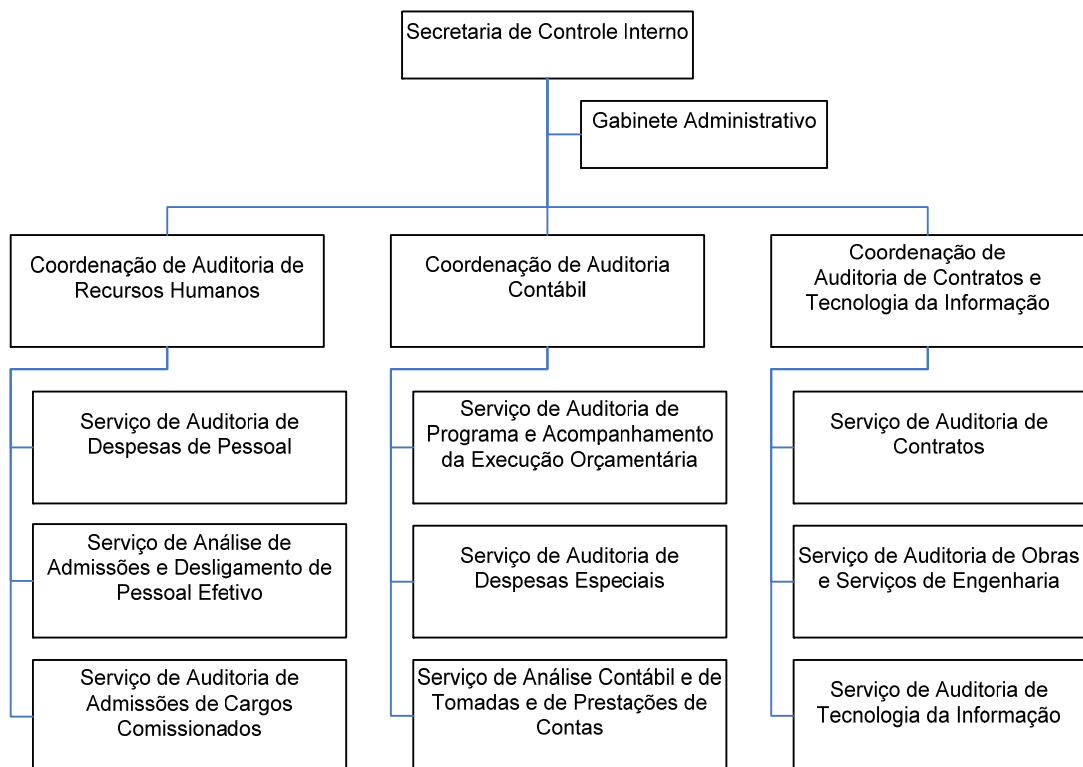 Secretaria de Controle Interno
Gabinete Administrativo
Coordenação de Auditoria de
Recursos Humanos
Coordenação de Auditoria
Contábil
Coordenação de
Auditoria de Contratos e
Tecnologia da Informação
Serviço de Auditoria de
Despesas de Pessoal
Serviço de Auditoria de
Programa e Acompanhamento
da Execução Orçamentária
Serviço de Auditoria de
Contratos
Serviço de Análise de
Admissões e Desligamento de
Pessoal Efetivo
Serviço de Auditoria de
Despesas Especiais
Serviço de Auditoria de Obras
e Serviços de Engenharia
Serviço de Auditoria de
Admissões de Cargos
Comissionados
Serviço de Análise Contábil e de
Tomadas e de Prestações de
Contas
Serviço de Auditoria de
Tecnologia da Informação